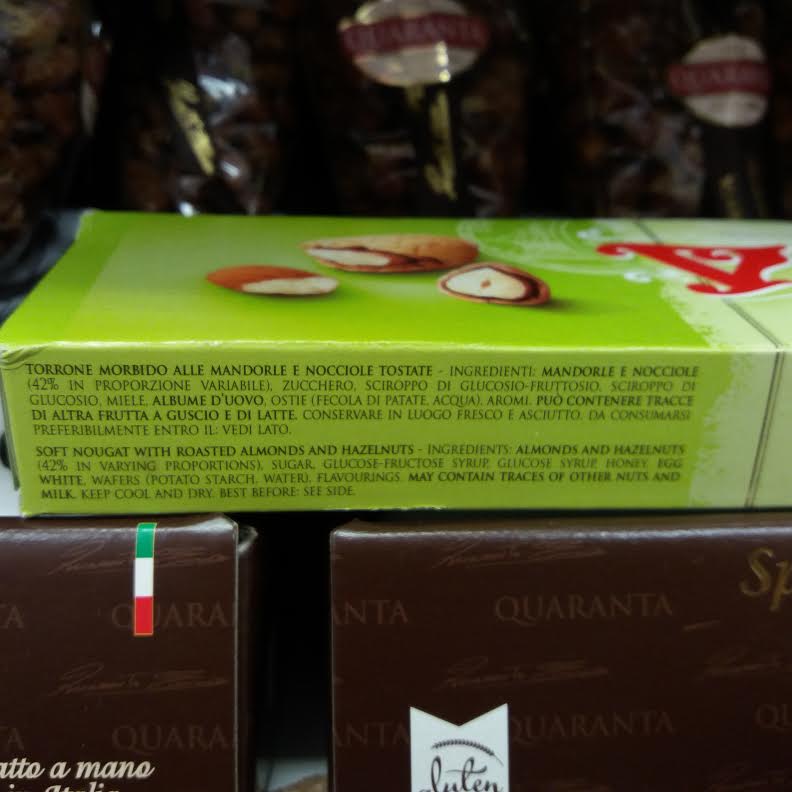 QUARANTA
TORRONE MORBIDO ALLE MANDORLE E NOCCIOLE TOSTATE - INGREDIENTI: MANDORLE E NOCCIOLE
(42% IN PROPORZIONE VARIABILE), ZUCCHERO, SCIROPPO DI GLUCOSIO-FRUTTOSIO, SCIROPPO DI
GLUCOSIO, MIELE, ALBUME D'UOVO, OSTIE (FECOLA DI PATATE, ACQUA), AROMI. PUÒ CONTENERE TRACCE
DI ALTRA FRUTTA A GUSCIO E DI LATTE. CONSERVARE IN LUOGO FRESCO E ASCIUTTO. DA CONSUMARSI
PREFERIBILMENTE ENTRO IL: VEDI LATO.
SOFT NOUGAT WITH ROASTED ALMONDS AND HAZELNUTS - INGREDIENTS: ALMONDS AND HAZELNUTS
(42% IN VARYING PROPORTIONS), SUGAR, GLUCOSE-FRUCTOSE SYRUP, GLUCOSE SYRUP, HONEY, EGG
WHITE, WAFERS (POTATO STARCH, WATER), FLAVOURINGS. MAY CONTAIN TRACES OF OTHER NUTS AND
MILK. KEEP COOL AND DRY. BEST BEFORE: SEE SIDE.
QUARANTA
QUARANTA
a mano
gluten